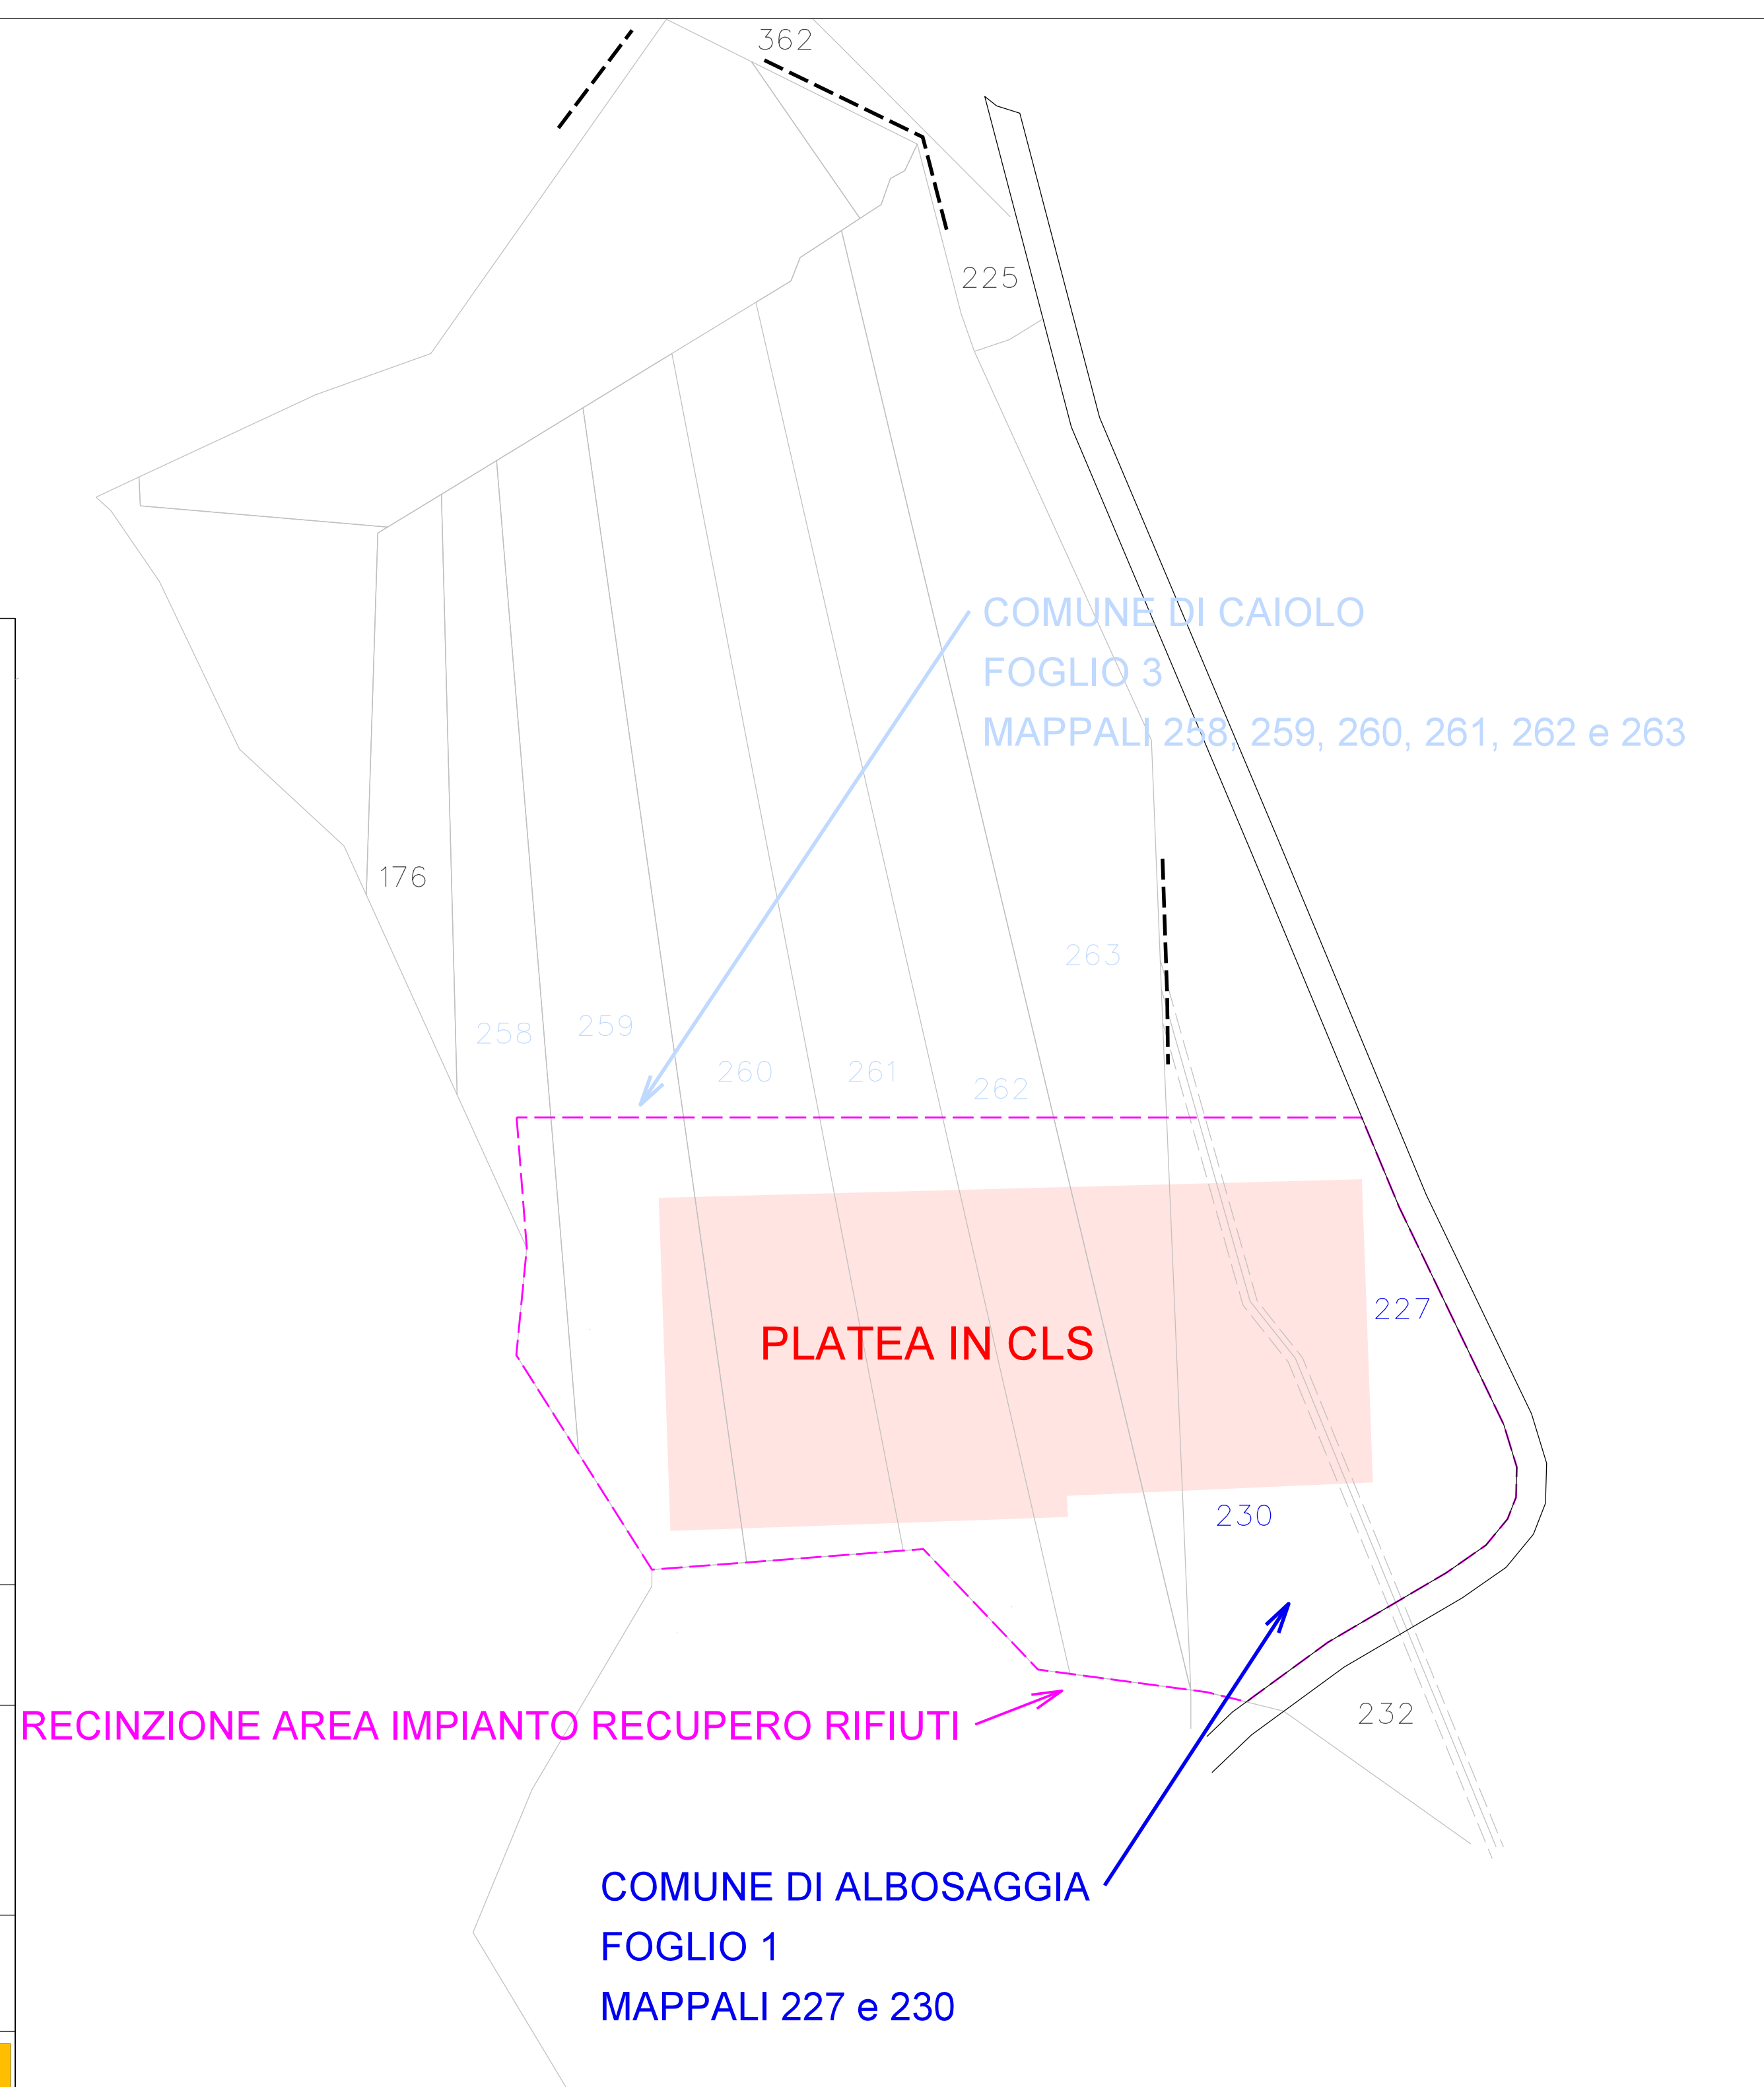 362
225
COMUNE DI CAIOLO
FOGLIO 3
MAPPALI 258, 259, 260, 261, 262 e 263
176
263
258
259
260
261
262
227
PLATEA IN CLS
230
RECINZIONE AREA IMPIANTO RECUPERO RIFIUTI
232
COMUNE DI ALBOSAGGIA
FOGLIO 1
MAPPALI 227 e 230